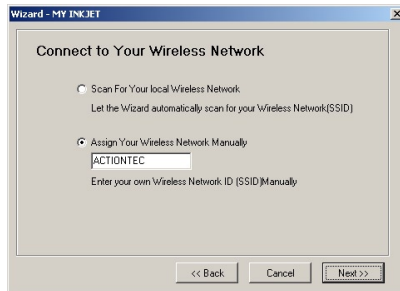 Wizard - MY INKJET
Connect to Your Wireless Network
Scan For Your local Wireless Network
Let the Wizard automatically scan for your Wireless Network(SSID)
Assign Your Wireless Network Manually
ACTIONTEC
Enter your own Wireless Network ID (SSID)Manually
<< Back Cancel Next >>